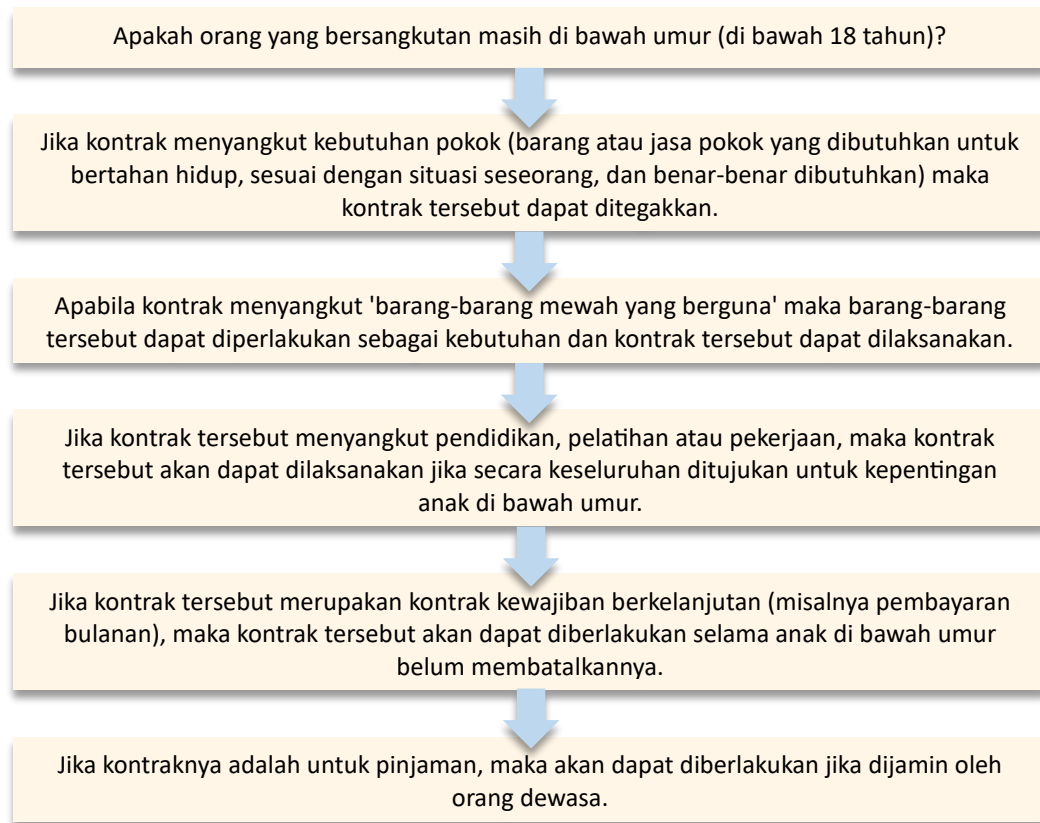 Apakah orang yang bersangkutan masih di bawah umur (di bawah 18 tahun)?
Jika kontrak menyangkut kebutuhan pokok (barang atau jasa pokok yang dibutuhkan untuk
bertahan hidup, sesuai dengan situasi seseorang, dan benar-benar dibutuhkan) maka
kontrak tersebut dapat ditegakkan.
Apabila kontrak menyangkut 'barang-barang mewah yang berguna' maka barang-barang
tersebut dapat diperlakukan sebagai kebutuhan dan kontrak tersebut dapat dilaksanakan.
Jika kontrak tersebut menyangkut pendidikan, pelatihan atau pekerjaan, maka kontrak
tersebut akan dapat dilaksanakan jika secara keseluruhan ditujukan untuk kepentingan
anak di bawah umur.
Jika kontrak tersebut merupakan kontrak kewajiban berkelanjutan (misalnya pembayaran
bulanan), maka kontrak tersebut akan dapat diberlakukan selama anak di bawah umur
belum membatalkannya.
Jika kontraknya adalah untuk pinjaman, maka akan dapat diberlakukan jika dijamin oleh
orang dewasa.